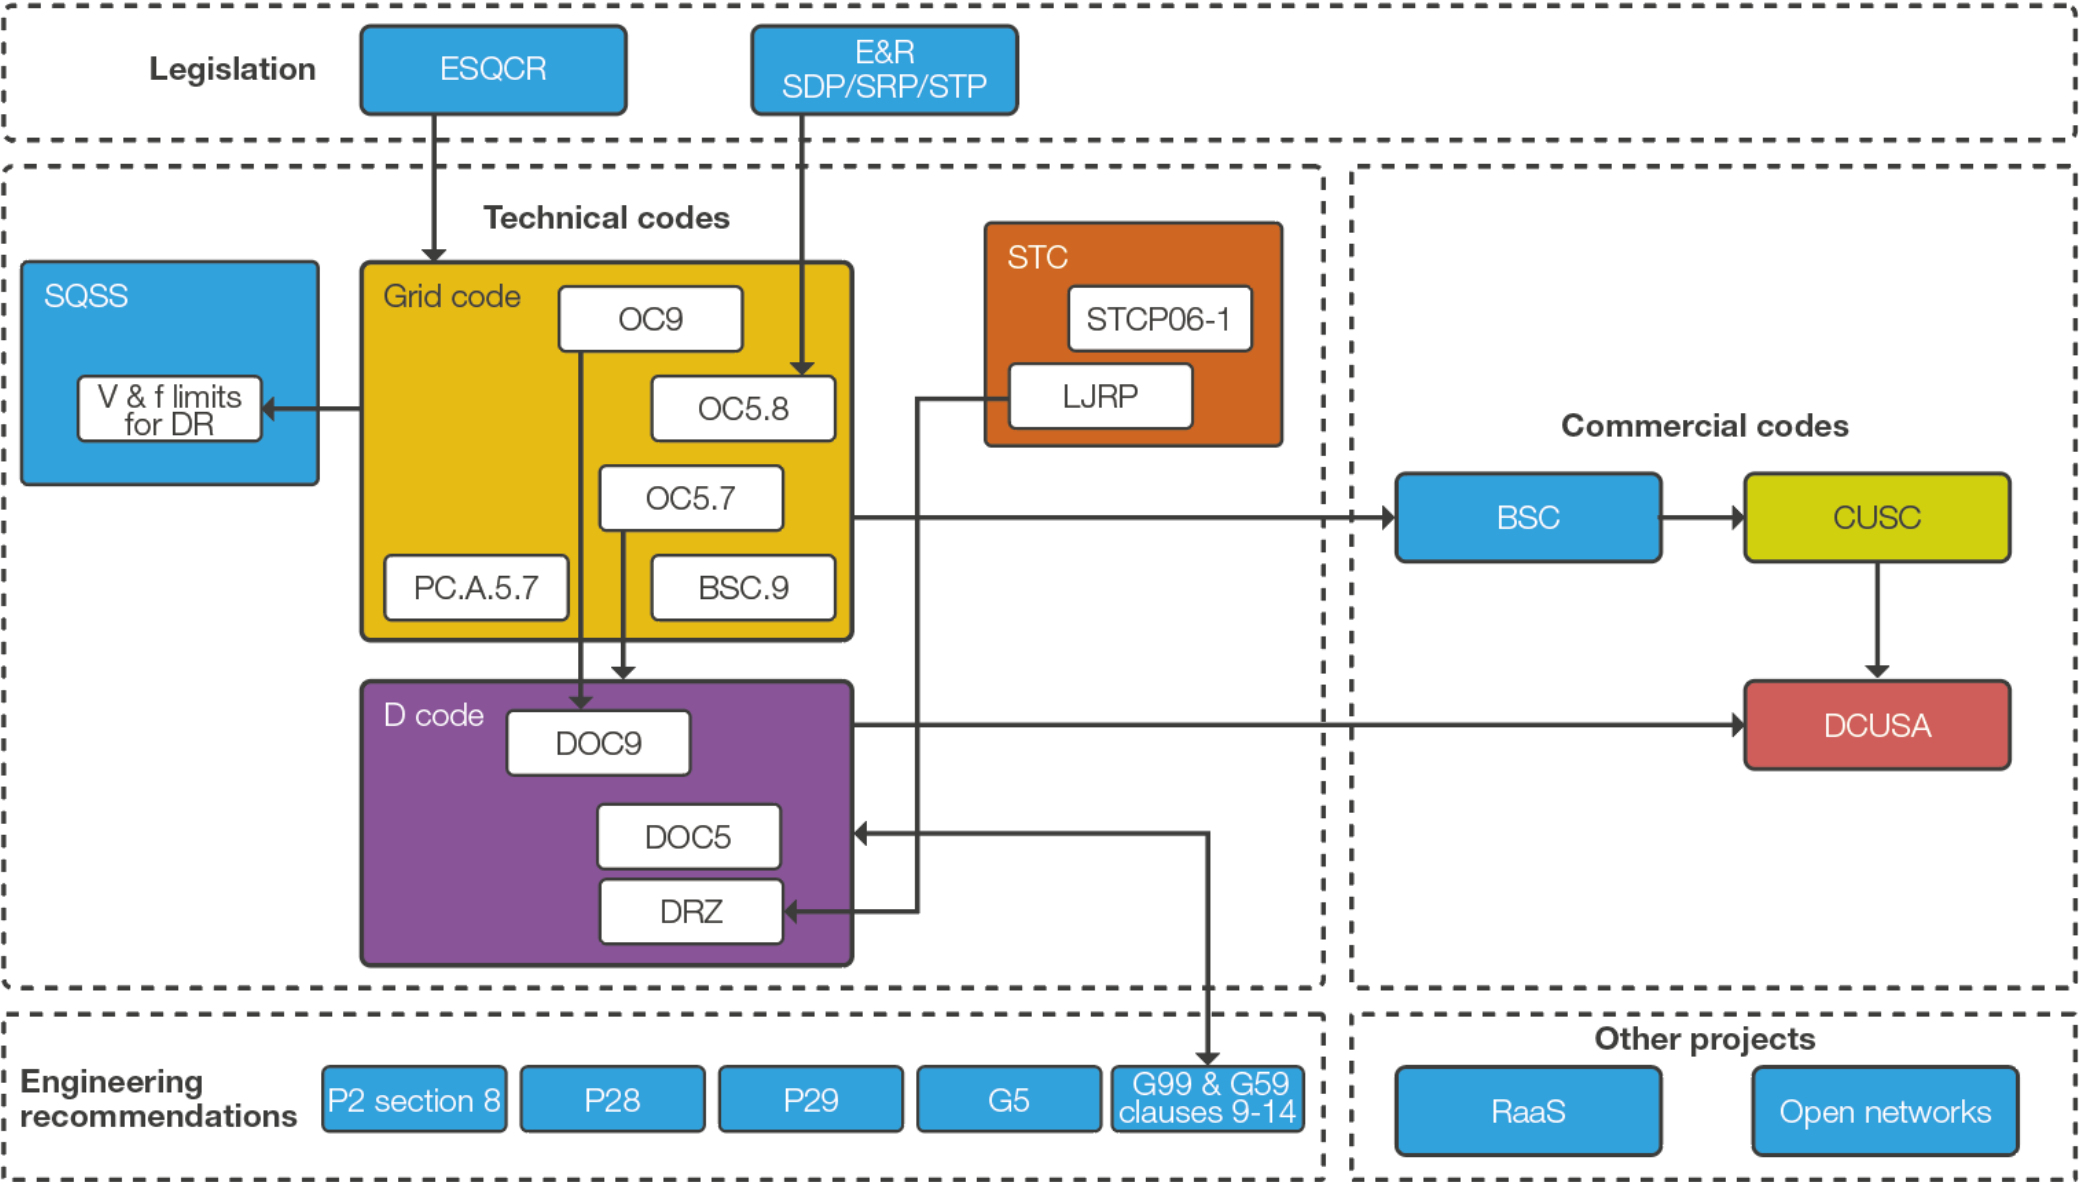 Legislation
ESQCR
E&R
SDP/SRP/STP
Technical codes
SQSS
V & f limits
for DR
Grid code
OC9
OC5.8
OC5.7
PC.A.5.7
BSC.9
STC
STCP06-1
LJRP
D code
DOC9
DOC5
DRZ
Commercial codes
BSC
CUSC
DCUSA
Engineering
recommendations
P2 section 8
P28
P29
G5
G99 & G59
clauses 9-14
Other projects
RaaS
Open networks